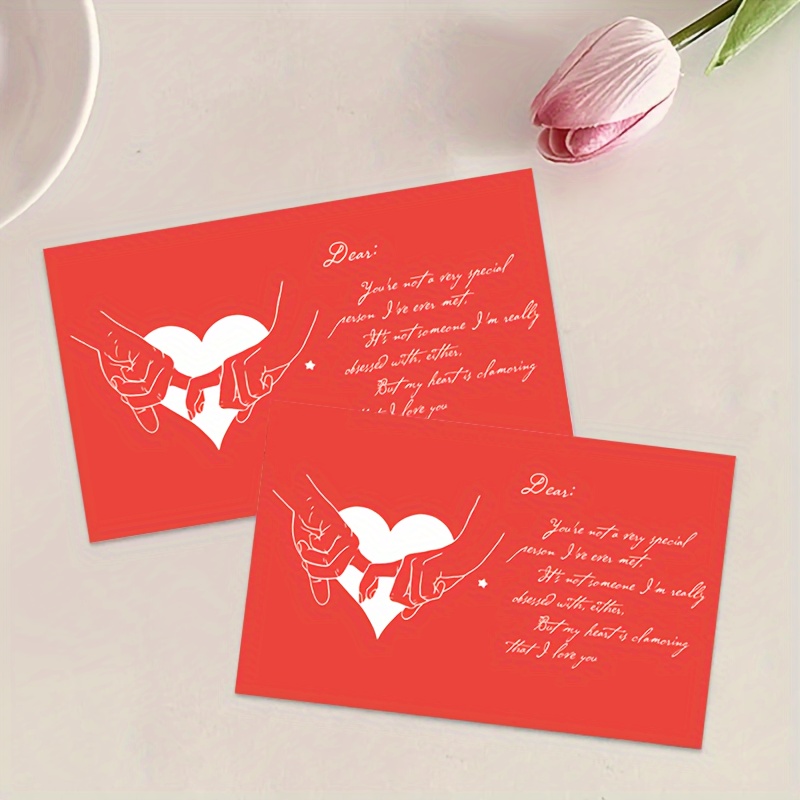 Dear:
You're not a very special
person I've ever met.
It's not someone I'm really
obsessed with, either.
But my heart is clamoring
that I love you
Dear:
You're not a very special
person I've ever met.
It's not someone I'm really
obsessed with, either.
But my heart is clamoring
that I love you